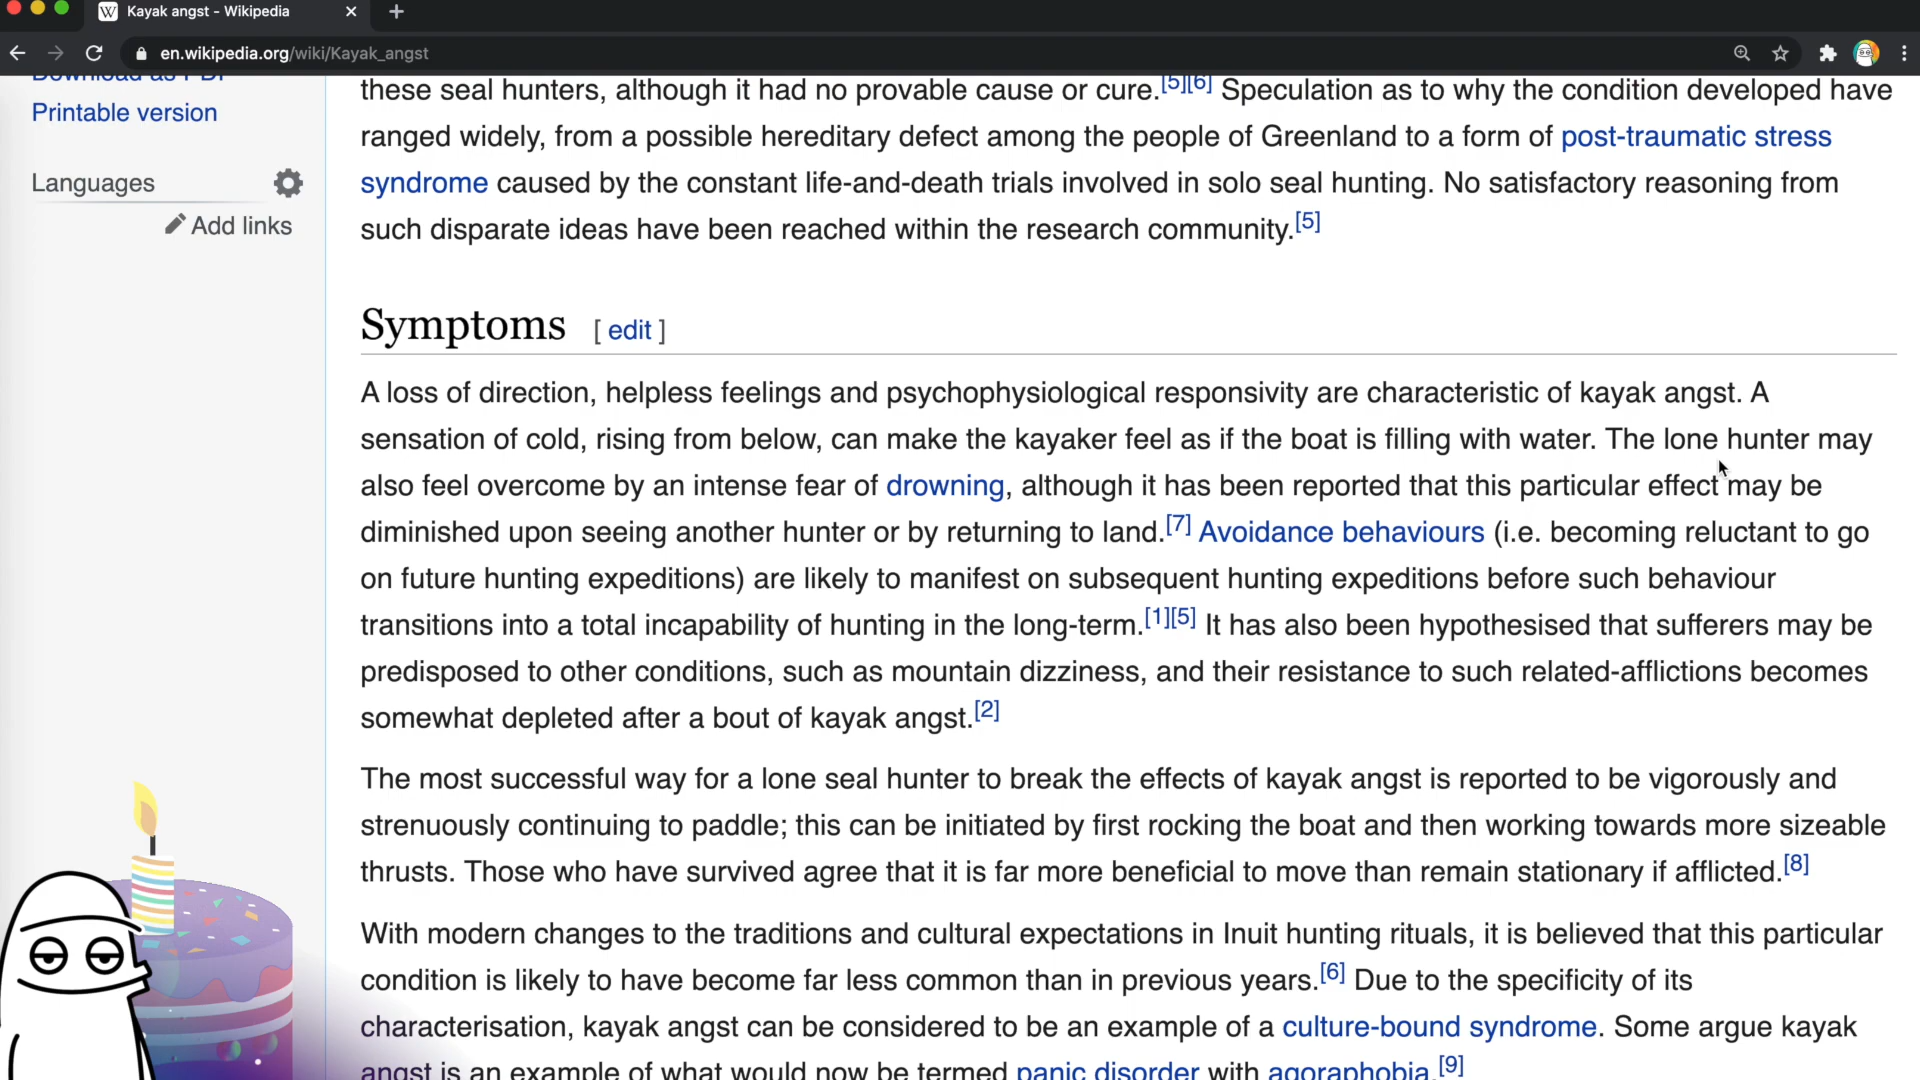 Kayak angst - Wikipedia
en.wikipedia.org/wiki/Kayak_angst
Download as PDF
Printable version
Languages
Add links
these seal hunters, although it had no provable cause or cure.[5][6] Speculation as to why the condition developed have
ranged widely, from a possible hereditary defect among the people of Greenland to a form of post-traumatic stress
syndrome caused by the constant life-and-death trials involved in solo seal hunting. No satisfactory reasoning from
such disparate ideas have been reached within the research community.[5]
Symptoms [ edit ]
A loss of direction, helpless feelings and psychophysiological responsivity are characteristic of kayak angst. A
sensation of cold, rising from below, can make the kayaker feel as if the boat is filling with water. The lone hunter may
also feel overcome by an intense fear of drowning, although it has been reported that this particular effect may be
diminished upon seeing another hunter or by returning to land.[7] Avoidance behaviours (i.e. becoming reluctant to go
on future hunting expeditions) are likely to manifest on subsequent hunting expeditions before such behaviour
transitions into a total incapability of hunting in the long-term.[1][5] It has also been hypothesised that sufferers may be
predisposed to other conditions, such as mountain dizziness, and their resistance to such related-afflictions becomes
somewhat depleted after a bout of kayak angst.[2]
The most successful way for a lone seal hunter to break the effects of kayak angst is reported to be vigorously and
strenuously continuing to paddle; this can be initiated by first rocking the boat and then working towards more sizeable
thrusts. Those who have survived agree that it is far more beneficial to move than remain stationary if afflicted.[8]
With modern changes to the traditions and cultural expectations in Inuit hunting rituals, it is believed that this particular
condition is likely to have become far less common than in previous years.[6] Due to the specificity of its
characterisation, kayak angst can be considered to be an example of a culture-bound syndrome. Some argue kayak
angst is an example of what would now be termed panic disorder with agoraphobia.[9]